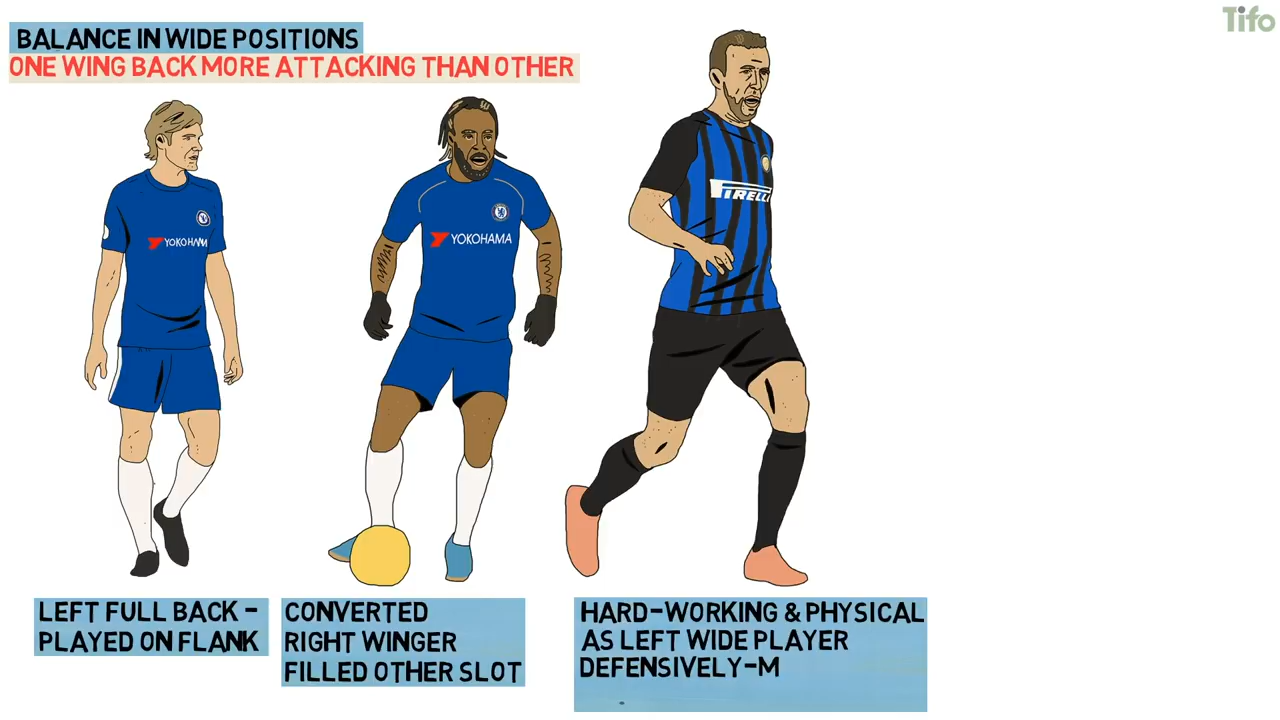 Tifo
BALANCE IN WIDE POSITIONS
ONE WING BACK MORE ATTACKING THAN OTHER
YOKOHAMA
YOKOHAMA
PIRELLI
LEFT FULL BACK -
PLAYED ON FLANK
CONVERTED
RIGHT WINGER
FILLED OTHER SLOT
HARD-WORKING & PHYSICAL
AS LEFT WIDE PLAYER
DEFENSIVELY-M